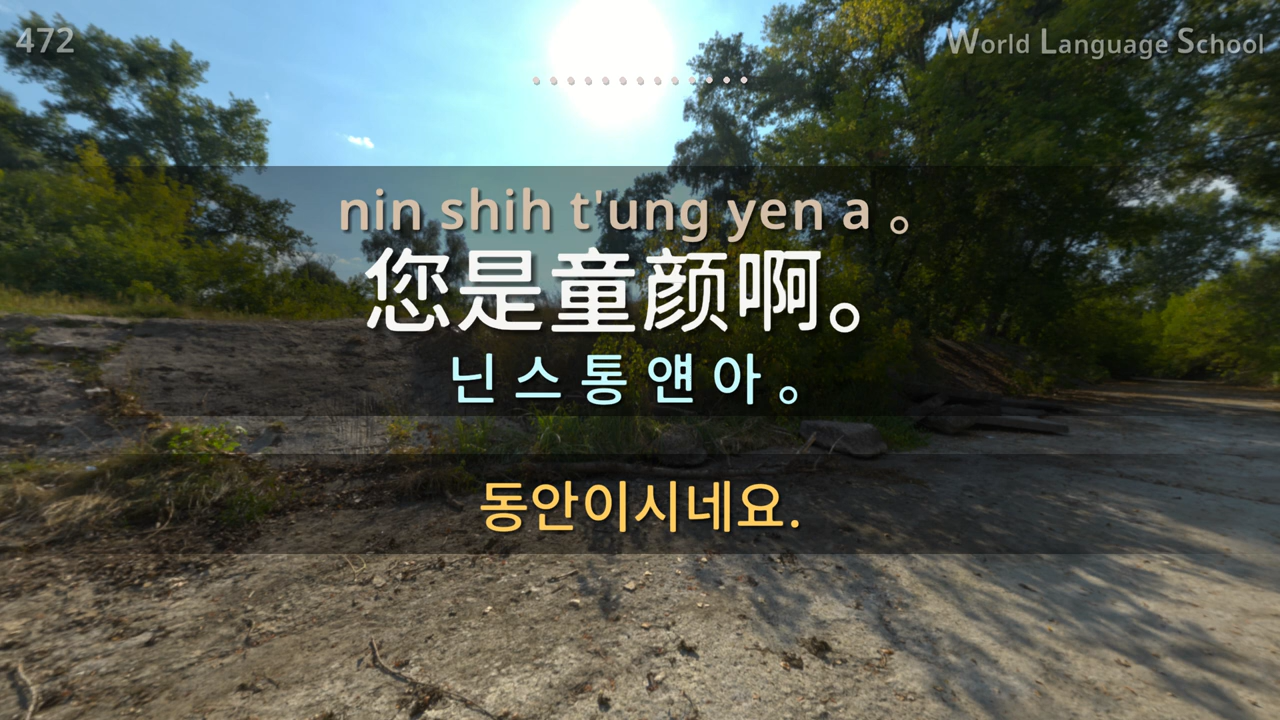 472
World Language School
nin shih t'ung yen a 。
您是童颜啊。
닌 스 통 얜 아 。
동안이시네요.